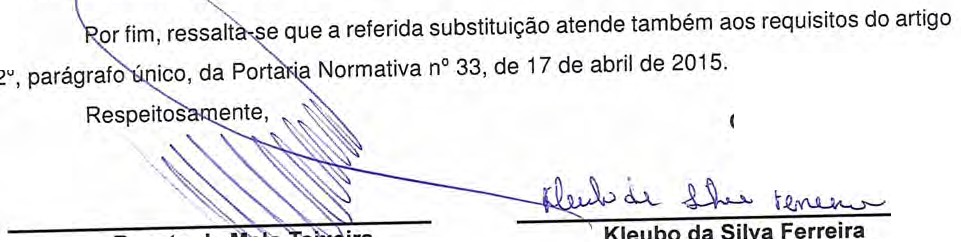 Por fim, ressalta-se que a referida substituição atende também aos requisitos do artigo
2º, parágrafo único, da Portaria Normativa nº 33, de 17 de abril de 2015.
Respeitosamente,
Kleubo da Silva Ferreira
Kleubo da Silva Ferreira